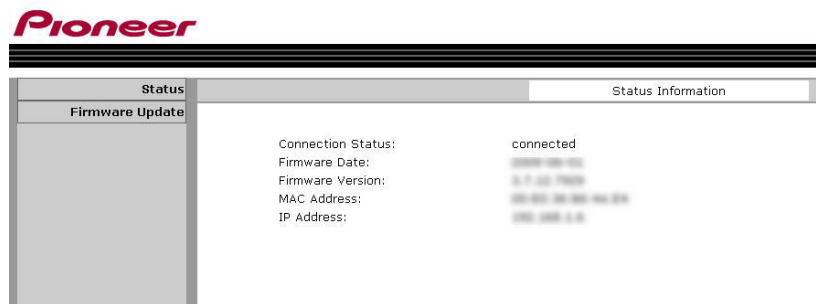 Pioneer
Status
Status Information
Firmware Update
Connection Status: connected
Firmware Date:
Firmware Version:
MAC Address:
IP Address: